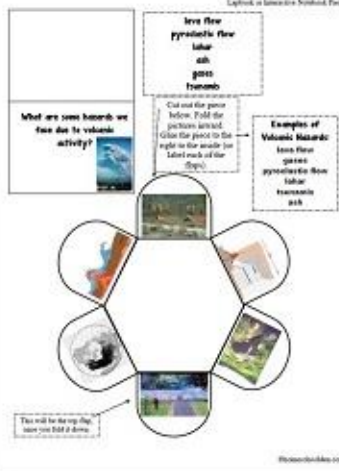 Lapbook or Interactive Notebook
lava flow
pyroclastic flow
lahar
ash
gases
tsunamis
What are some hazards we
face due to volcanic
activity?
Cut out the piece
below. Fold the
pictures inward.
Glue the piece to the
right to the inside (or
label each of the
flaps).
Examples of
Volcanic Hazards:
lava flow
gases
pyroclastic flow
lahar
tsunamis
ash
This will be the top flap,
once you fold it down.